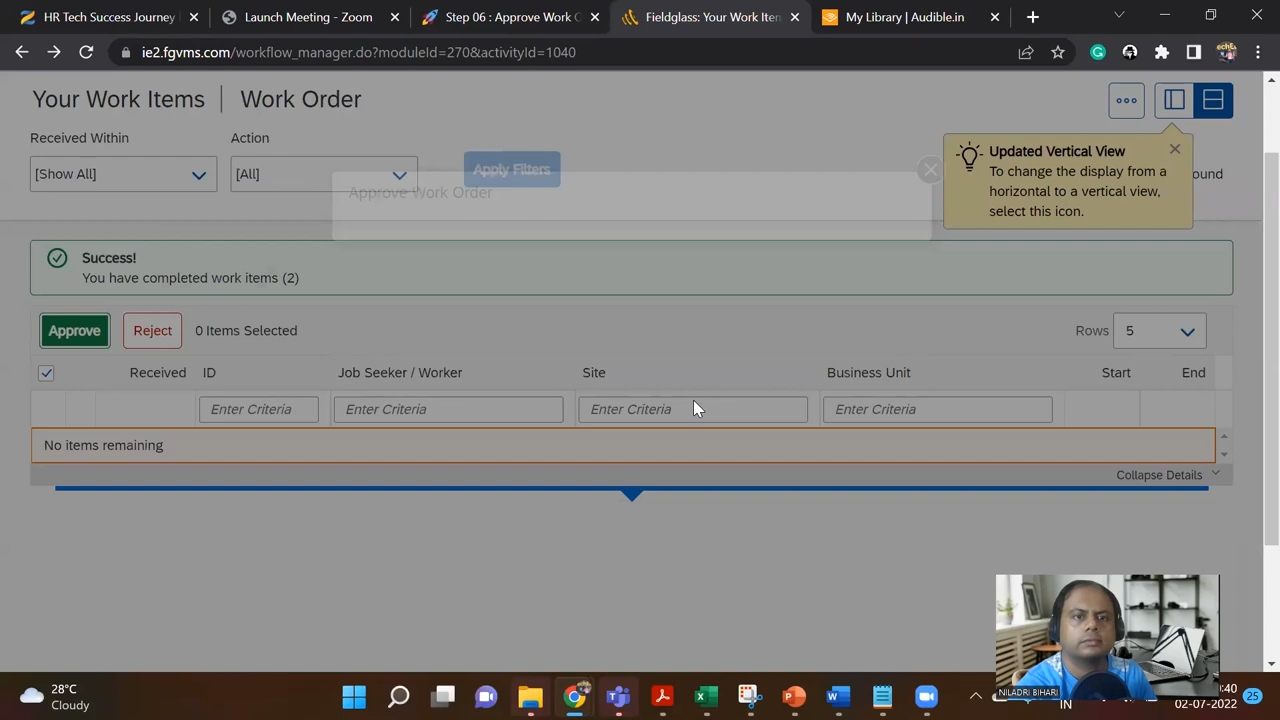 HR Tech SuccessJourney
Launch Meeting - Zoom
Step 06 : Approve Work O
Fieldglass: Your Work Item
My Library | Audible.in
ie2.fgvms.com/workflow_manager.do?moduleId=270&activityId=1040
Your Work Items | Work Order
Received Within
Action
[Show All]
[All]
Apply Filters
Approve Work Order
Updated Vertical View
To change the display from a
horizontal to a vertical view,
select this icon.
ound
Success!
You have completed work items (2)
Approve
Reject
0 Items Selected
Rows
5
Received
ID
Job Seeker / Worker
Site
Business Unit
Start
End
Enter Criteria
Enter Criteria
Enter Criteria
Enter Criteria
No items remaining
Collapse Details
NILADRI BIHARI
28°C
Cloudy
IN
:40
02-07-2022
25